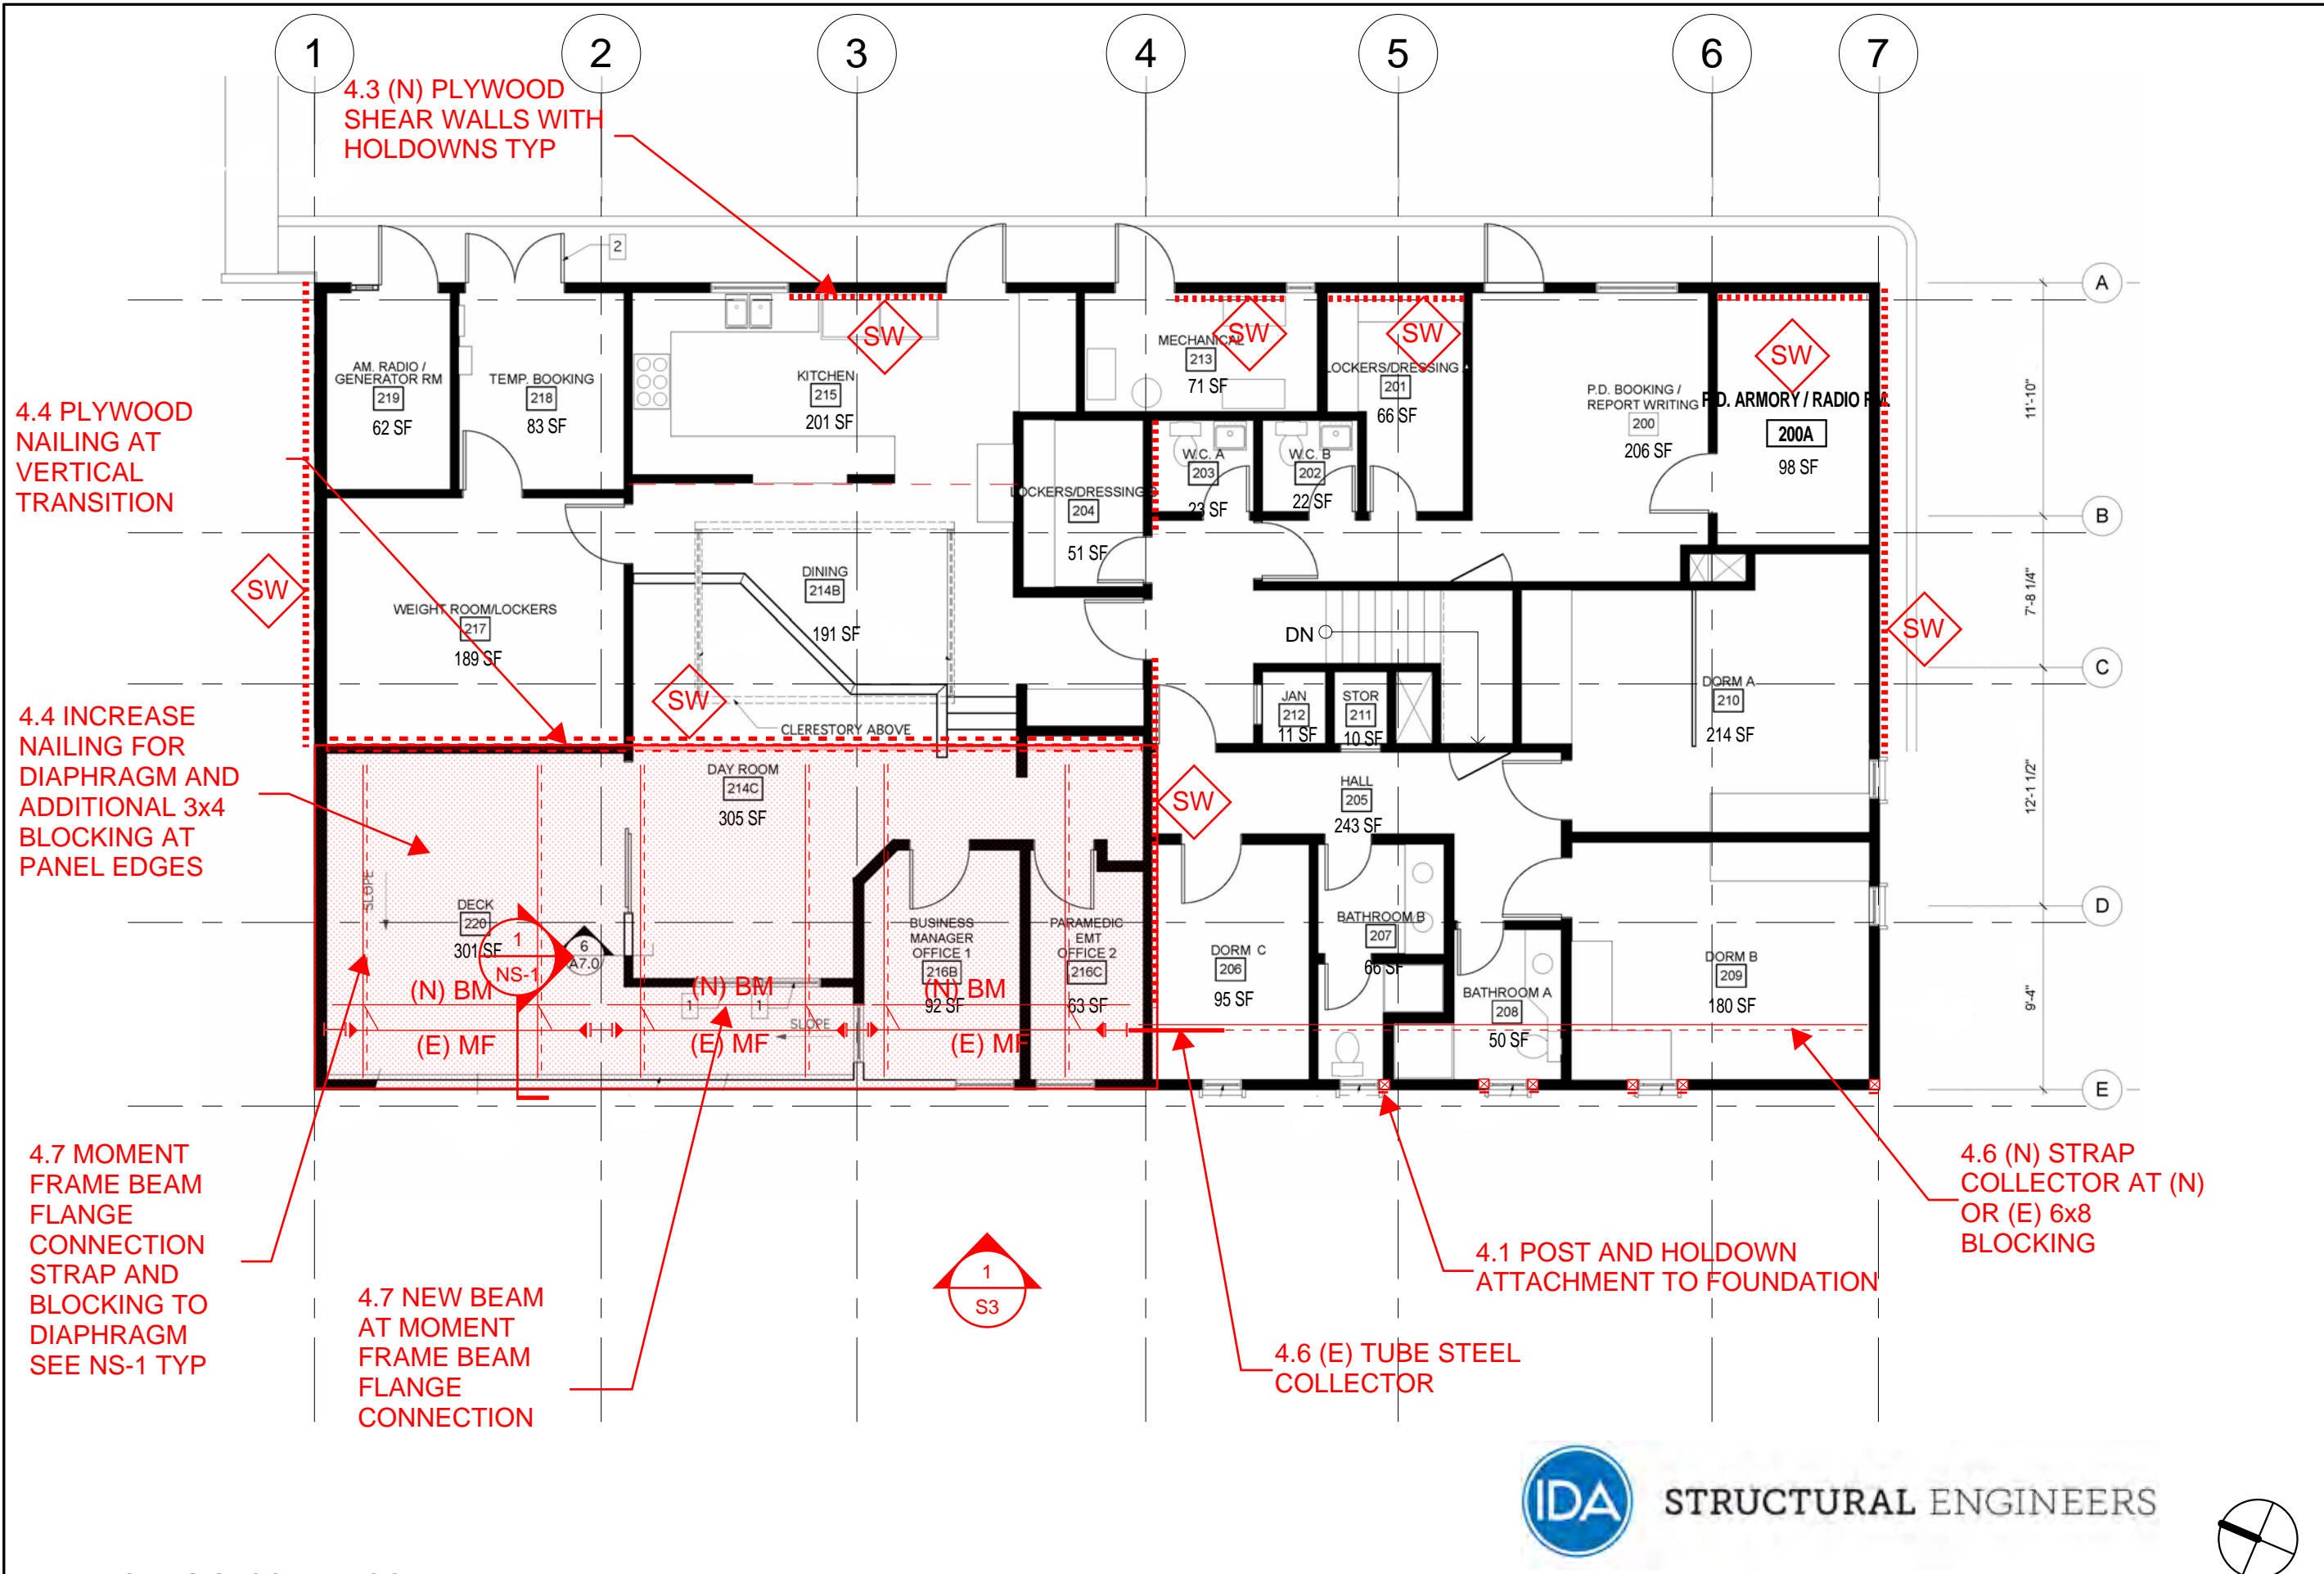 1
2
3
4
5
6
7
4.3 (N) PLYWOOD
SHEAR WALLS WITH
HOLDOWNS TYP
2
A
AM. RADIO /
GENERATOR RM
219
62 SF
TEMP. BOOKING
218
83 SF
KITCHEN
215
201 SF
SW
MECHANICAL
213
71 SF
SW
LOCKERS/DRESSING A
201
66 SF
SW
P.D. BOOKING /
REPORT WRITING
200
206 SF
SW
P.D. ARMORY / RADIO RM.
200A
98 SF
11'-10"
4.4 PLYWOOD
NAILING AT
VERTICAL
TRANSITION
LOCKERS/DRESSING
204
51 SF
W.C. A
203
23 SF
W.C. B
202
22 SF
B
SW
WEIGHT ROOM/LOCKERS
217
189 SF
DINING
214B
191 SF
SW
CLERESTORY ABOVE
DN
7'-8 1/4"
SW
C
JAN
212
11 SF
STOR
211
10 SF
DORM A
210
214 SF
4.4 INCREASE
NAILING FOR
DIAPHRAGM AND
ADDITIONAL 3x4
BLOCKING AT
PANEL EDGES
DAY ROOM
214C
305 SF
SW
HALL
205
243 SF
12'-1 1/2"
SLOPE
DECK
220
301 SF
1
NS-1
6
A7.0
BUSINESS
MANAGER
OFFICE 1
216B
92 SF
PARAMEDIC
EMT
OFFICE 2
216C
63 SF
DORM C
206
95 SF
BATHROOM B
207
66 SF
BATHROOM A
208
50 SF
DORM B
209
180 SF
D
9'-4"
(N) BM
(N) BM
(N) BM
1
1
SLOPE
(E) MF
(E) MF
(E) MF
E
4.7 MOMENT
FRAME BEAM
FLANGE
CONNECTION
STRAP AND
BLOCKING TO
DIAPHRAGM
SEE NS-1 TYP
4.7 NEW BEAM
AT MOMENT
FRAME BEAM
FLANGE
CONNECTION
1
S3
4.6 (E) TUBE STEEL
COLLECTOR
4.1 POST AND HOLDOWN
ATTACHMENT TO FOUNDATION
4.6 (N) STRAP
COLLECTOR AT (N)
OR (E) 6x8
BLOCKING
IDA STRUCTURAL ENGINEERS